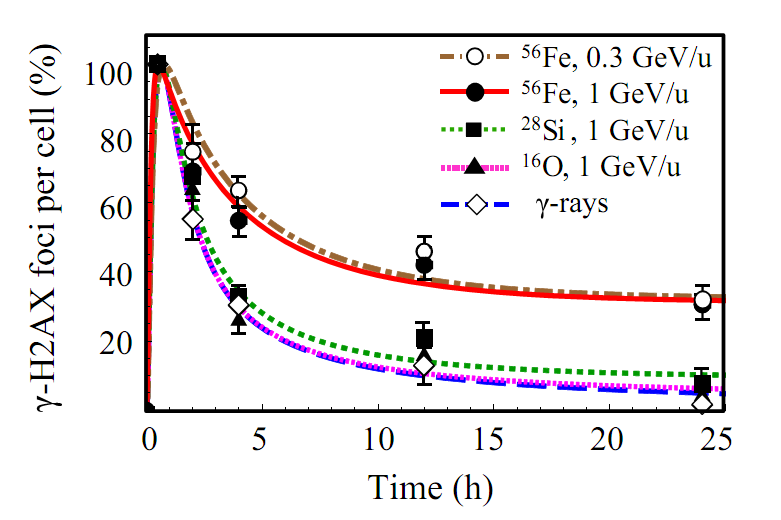 γ-H2AX foci per cell (%)
100
80
60
40
20
⁵⁶Fe, 0.3 GeV/u
⁵⁶Fe, 1 GeV/u
²⁸Si, 1 GeV/u
¹⁶O, 1 GeV/u
γ-rays
0 5 10 15 20 25
Time (h)